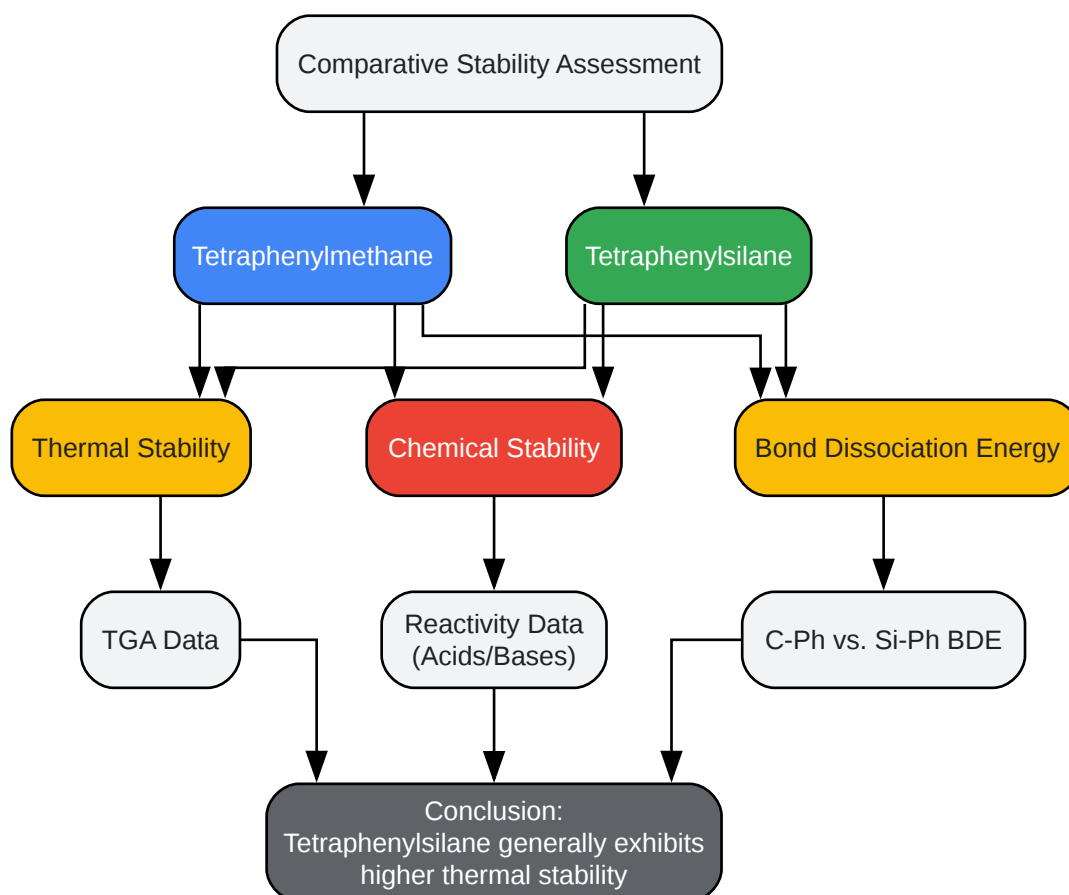 Comparative Stability Assessment
Tetraphenylmethane
Tetraphenylsilane
Thermal Stability
Chemical Stability
Bond Dissociation Energy
TGA Data
Reactivity Data
(Acids/Bases)
C-Ph vs. Si-Ph BDE
Conclusion:
Tetraphenylsilane generally exhibits
higher thermal stability